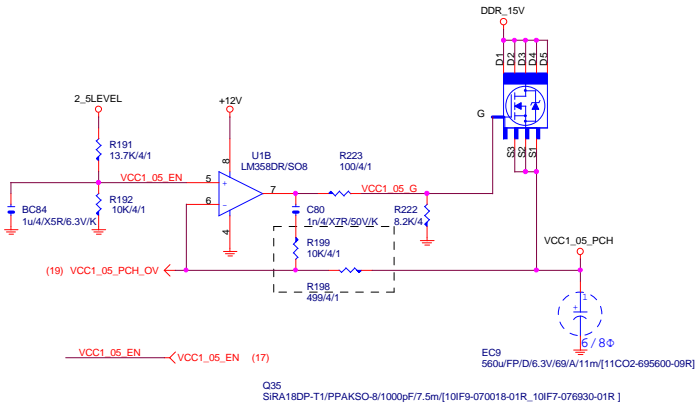 DDR_15V
D1 D2 D3 D4 D5
2_5LEVEL
+12V
G
R191
13.7K/4/1
U1B
LM358DR/SO8
R223
100/4/1
S3 S2 S1
8
VCC1_05_EN
5
+
7
VCC1_05_G
6
−
BC84
1u/4/X5R/6.3V/K
R192
10K/4/1
C80
1n/4/X7R/50V/K
R222
8.2K/4
4
VCC1_05_PCH
R199
10K/4/1
(19) VCC1_05_PCH_OV
R198
499/4/1
1
+
6/8Φ
VCC1_05_EN
VCC1_05_EN (17)
EC9
560u/FP/D/6.3V/69/A/11m/[11CO2-695600-09R]
Q35
SiRA18DP-T1/PPAKSO-8/1000pF/7.5m/[10IF9-070018-01R_10IF7-076930-01R ]